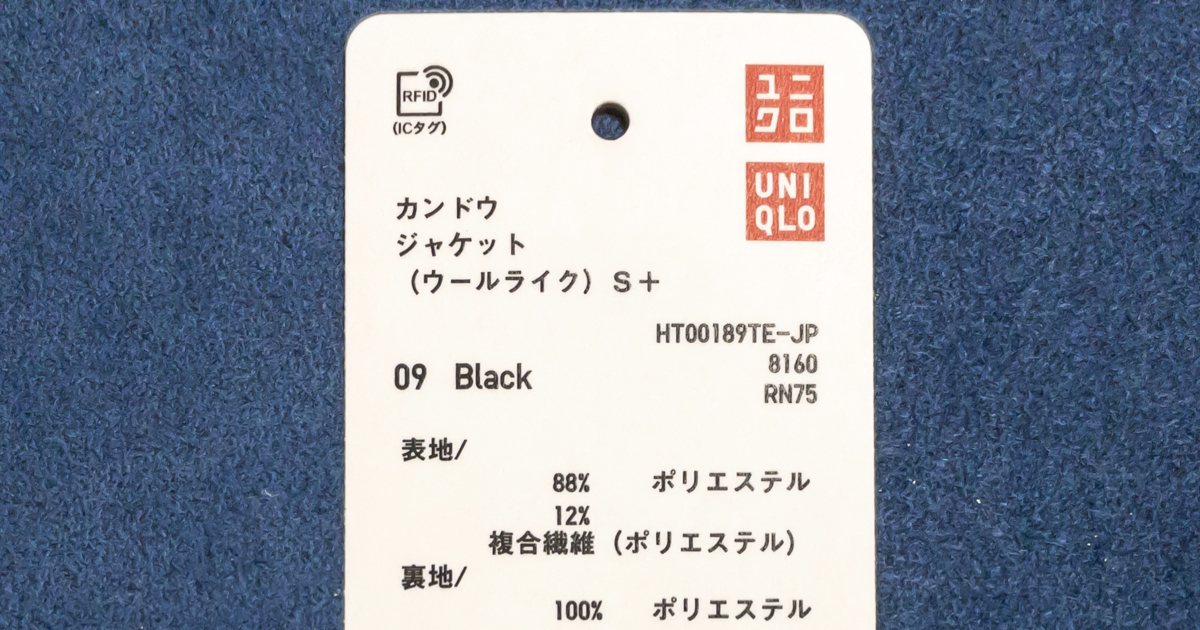 RFID
(ICタグ)
ユニ
クロ
UNI
QLO
カンドウ
ジャケット
(ウールライク) S+
HT00189TE-JP
8160
RN75
09 Black
表地/
88% ポリエステル
12%
複合繊維 (ポリエステル)
裏地/
100% ポリエステル